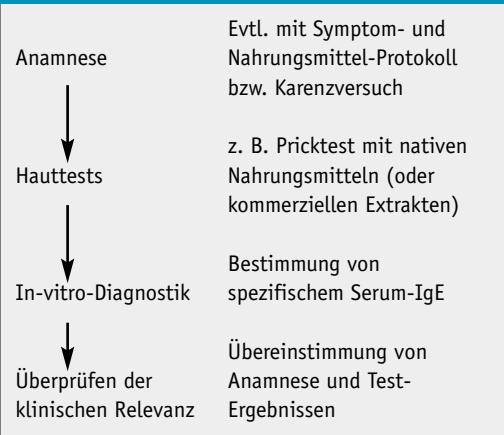 Anamnese
Evtl. mit Symptom- und
Nahrungsmittel-Protokoll
bzw. Karenzversuch
Hauttests
z. B. Pricktest mit nativen
Nahrungsmitteln (oder
kommerziellen Extrakten)
In-vitro-Diagnostik
Bestimmung von
spezifischem Serum-IgE
Überprüfen der
klinischen Relevanz
Übereinstimmung von
Anamnese und Test-
Ergebnissen